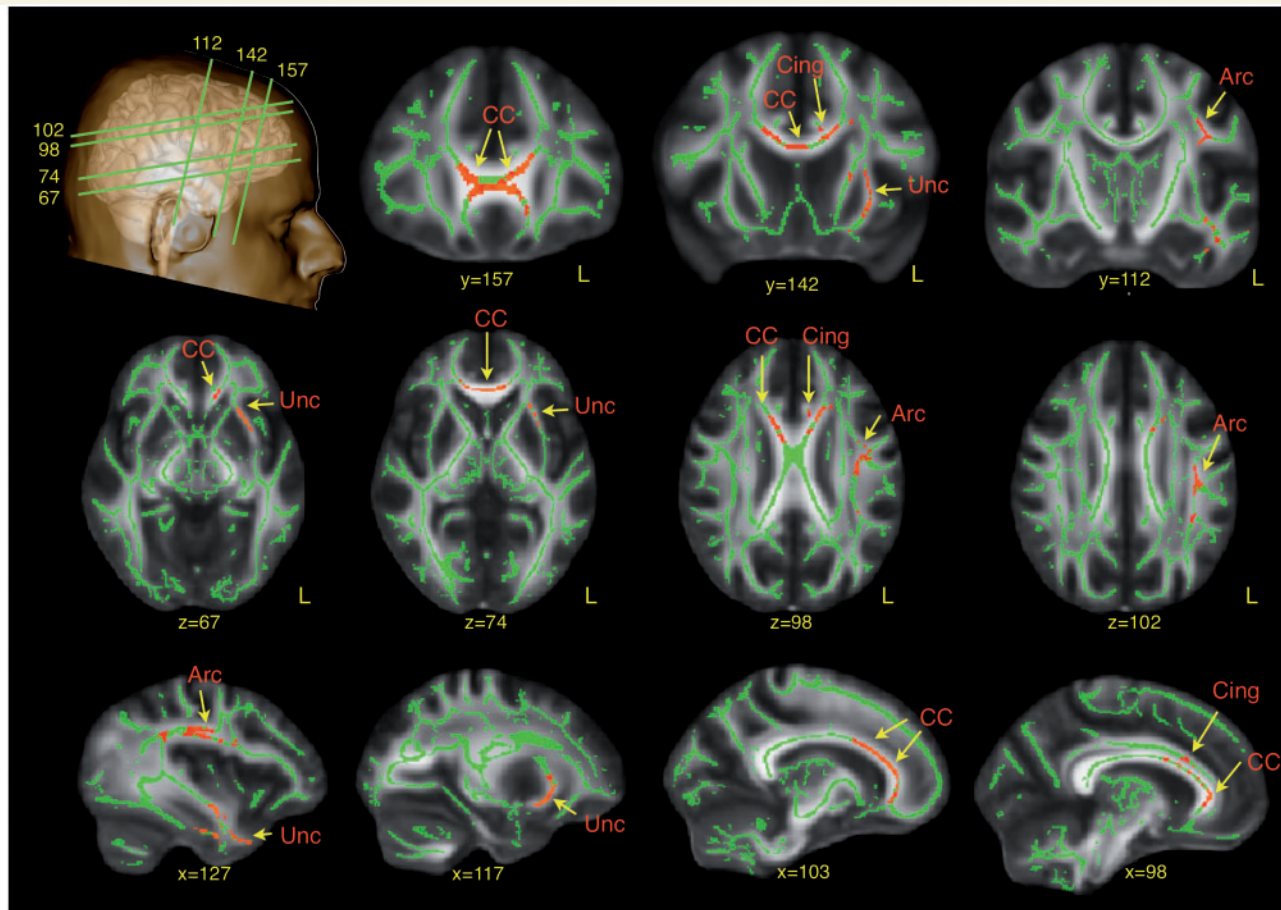 112
142
157
102
98
74
67
CC
y=157
L
Cing
CC
Unc
y=142
L
Arc
y=112
L
CC
Unc
L
z=67
CC
Unc
L
z=74
CC Cing
Arc
L
z=98
Arc
L
z=102
Arc
Unc
x=127
Unc
x=117
CC
x=103
Cing
CC
x=98